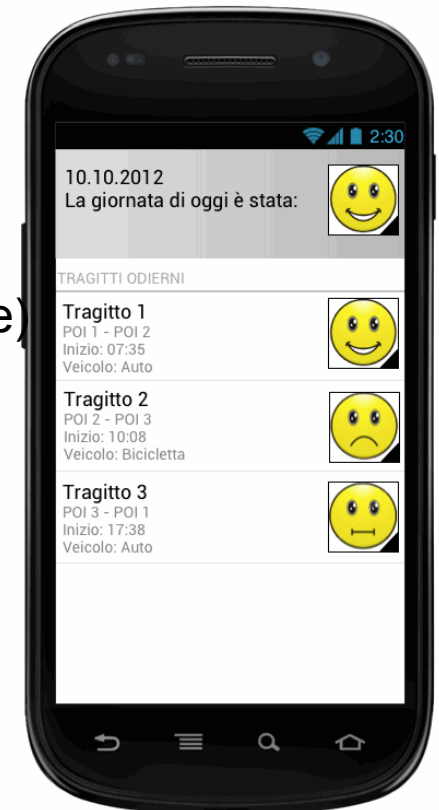 2:30
10.10.2012
La giornata di oggi è stata:
TRAGITTI ODIERNI
e)
Tragitto 1
POI 1 - POI 2
Inizio: 07:35
Veicolo: Auto
Tragitto 2
POI 2 - POI 3
Inizio: 10:08
Veicolo: Bicicletta
Tragitto 3
POI 3 - POI 1
Inizio: 17:38
Veicolo: Auto